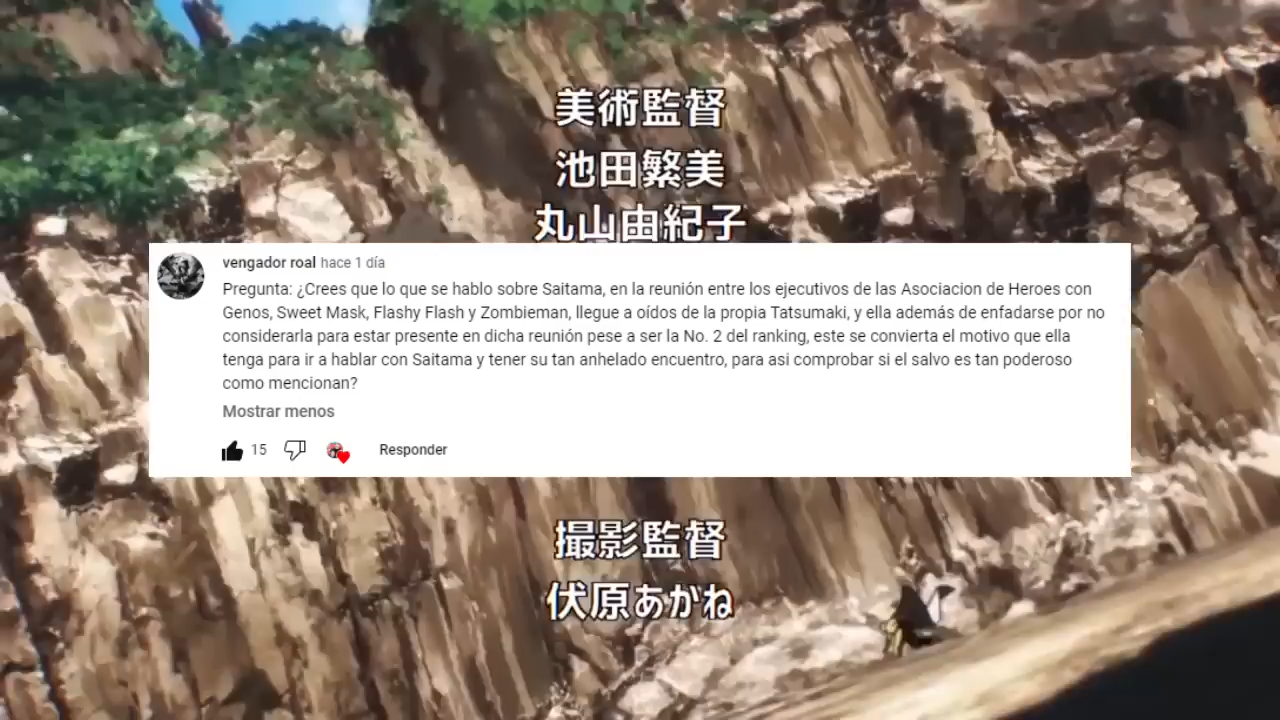 美術監督
池田繁美
丸山由紀子
vengador roal hace 1 día
Pregunta: ¿Crees que lo que se hablo sobre Saitama, en la reunión entre los ejecutivos de las Asociacion de Heroes con
Genos, Sweet Mask, Flashy Flash y Zombieman, llegue a oídos de la propia Tatsumaki, y ella además de enfadarse por no
considerarla para estar presente en dicha reunión pese a ser la No. 2 del ranking, este se convierta el motivo que ella
tenga para ir a hablar con Saitama y tener su tan anhelado encuentro, para asi comprobar si el salvo es tan poderoso
como mencionan?
Mostrar menos
15 Responder
撮影監督
伏原あかね